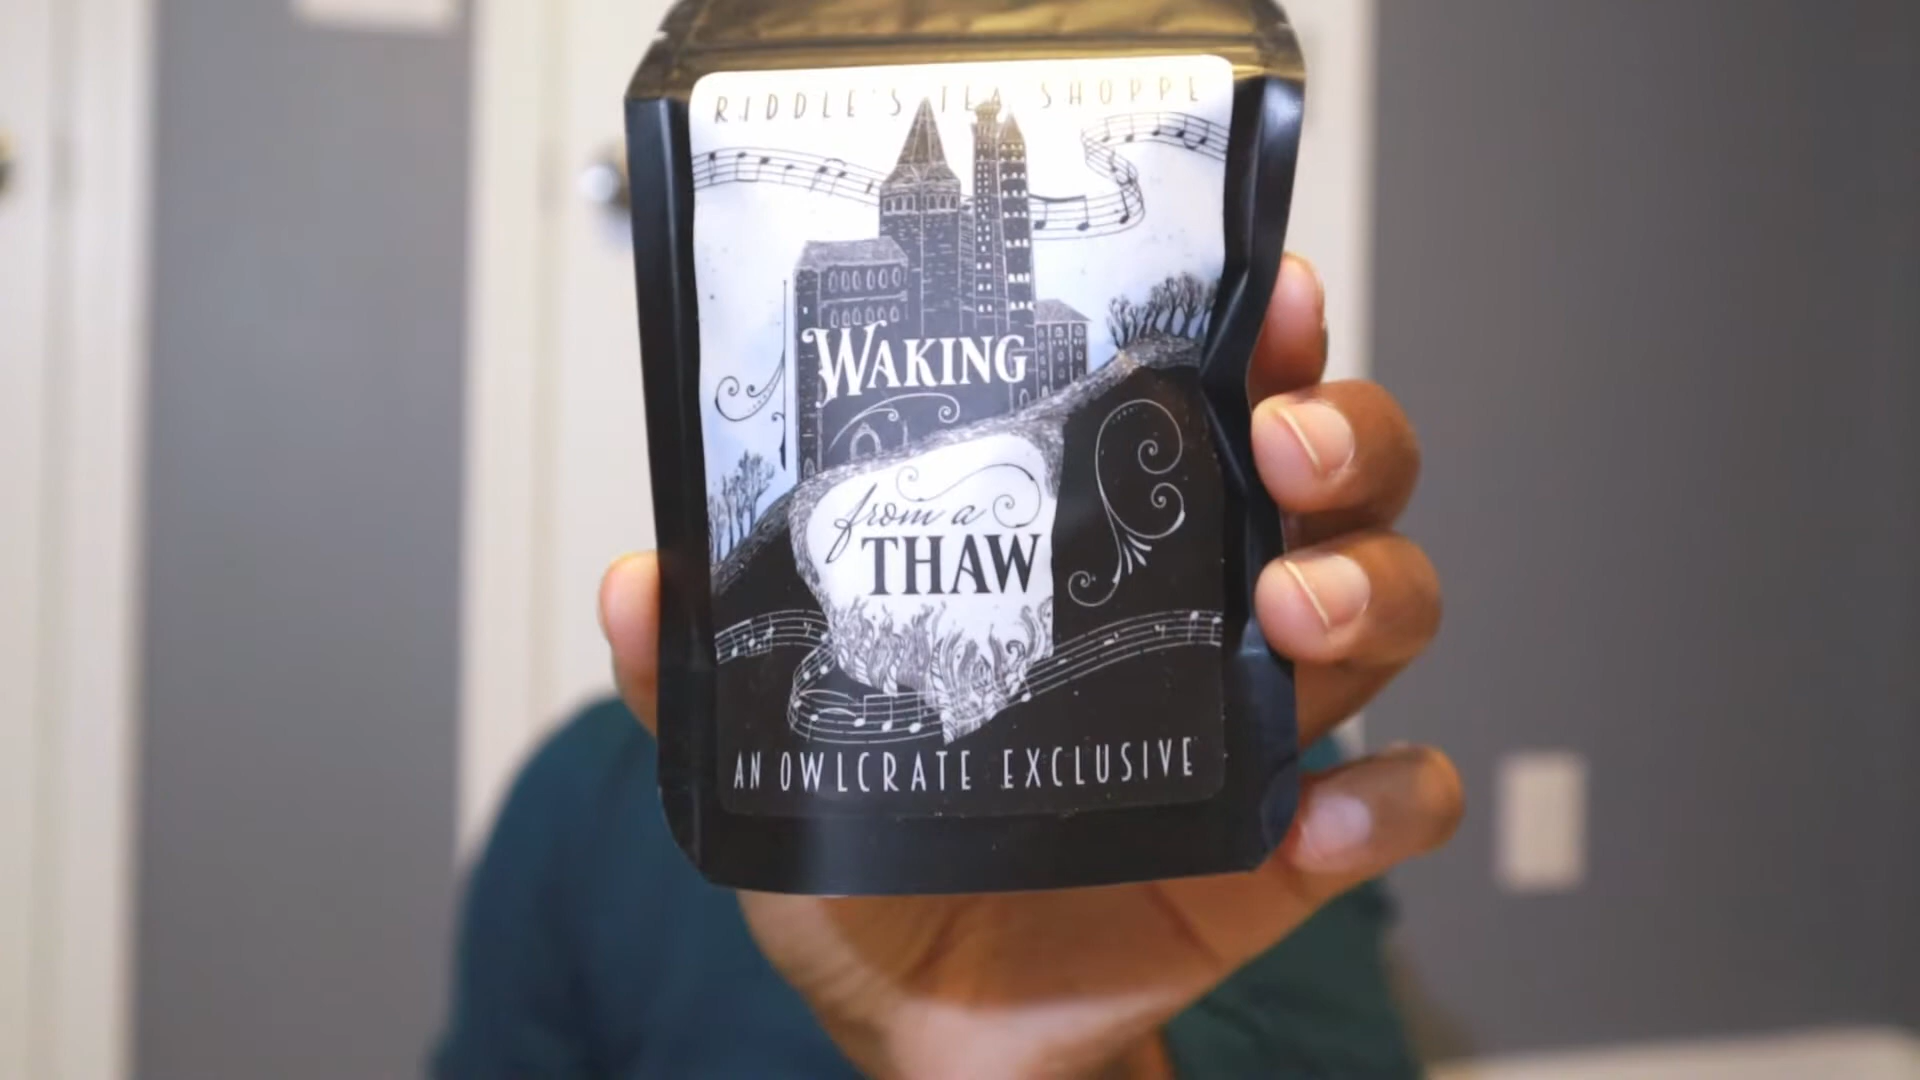 RIDDLE'S TEA SHOPPE
WAKING
from a
THAW
AN OWLCRATE EXCLUSIVE